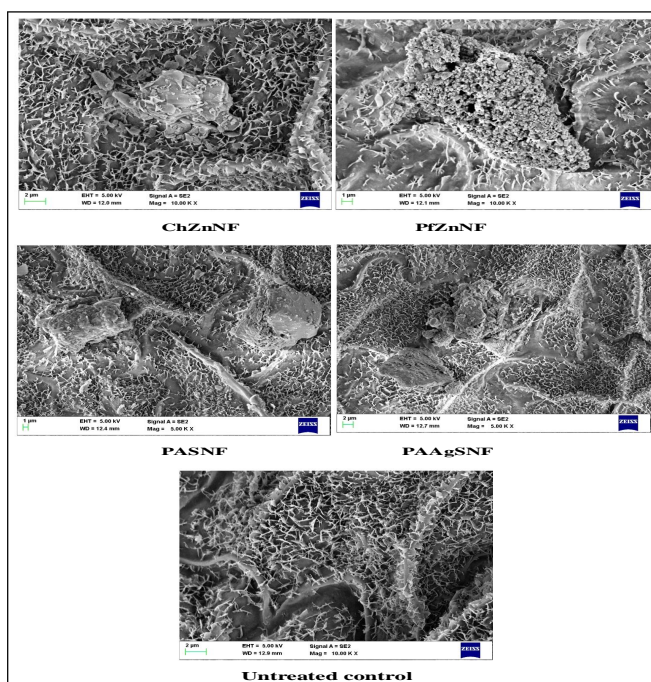 2 µm EHT = 5.00 kV Signal A = SE2 ZEISS
WD = 12.0 mm Mag = 10.00 K X
ChZnNF
1 µm EHT = 5.00 kV Signal A = SE2 ZEISS
WD = 12.1 mm Mag = 10.00 K X
PfZnNF
1 µm EHT = 5.00 kV Signal A = SE2 ZEISS
WD = 12.4 mm Mag = 5.00 K X
PASNF
2 µm EHT = 5.00 kV Signal A = SE2 ZEISS
WD = 12.7 mm Mag = 5.00 K X
PAAgSNF
2 µm EHT = 5.00 kV Signal A = SE2 ZEISS
WD = 12.9 mm Mag = 10.00 K X
Untreated control